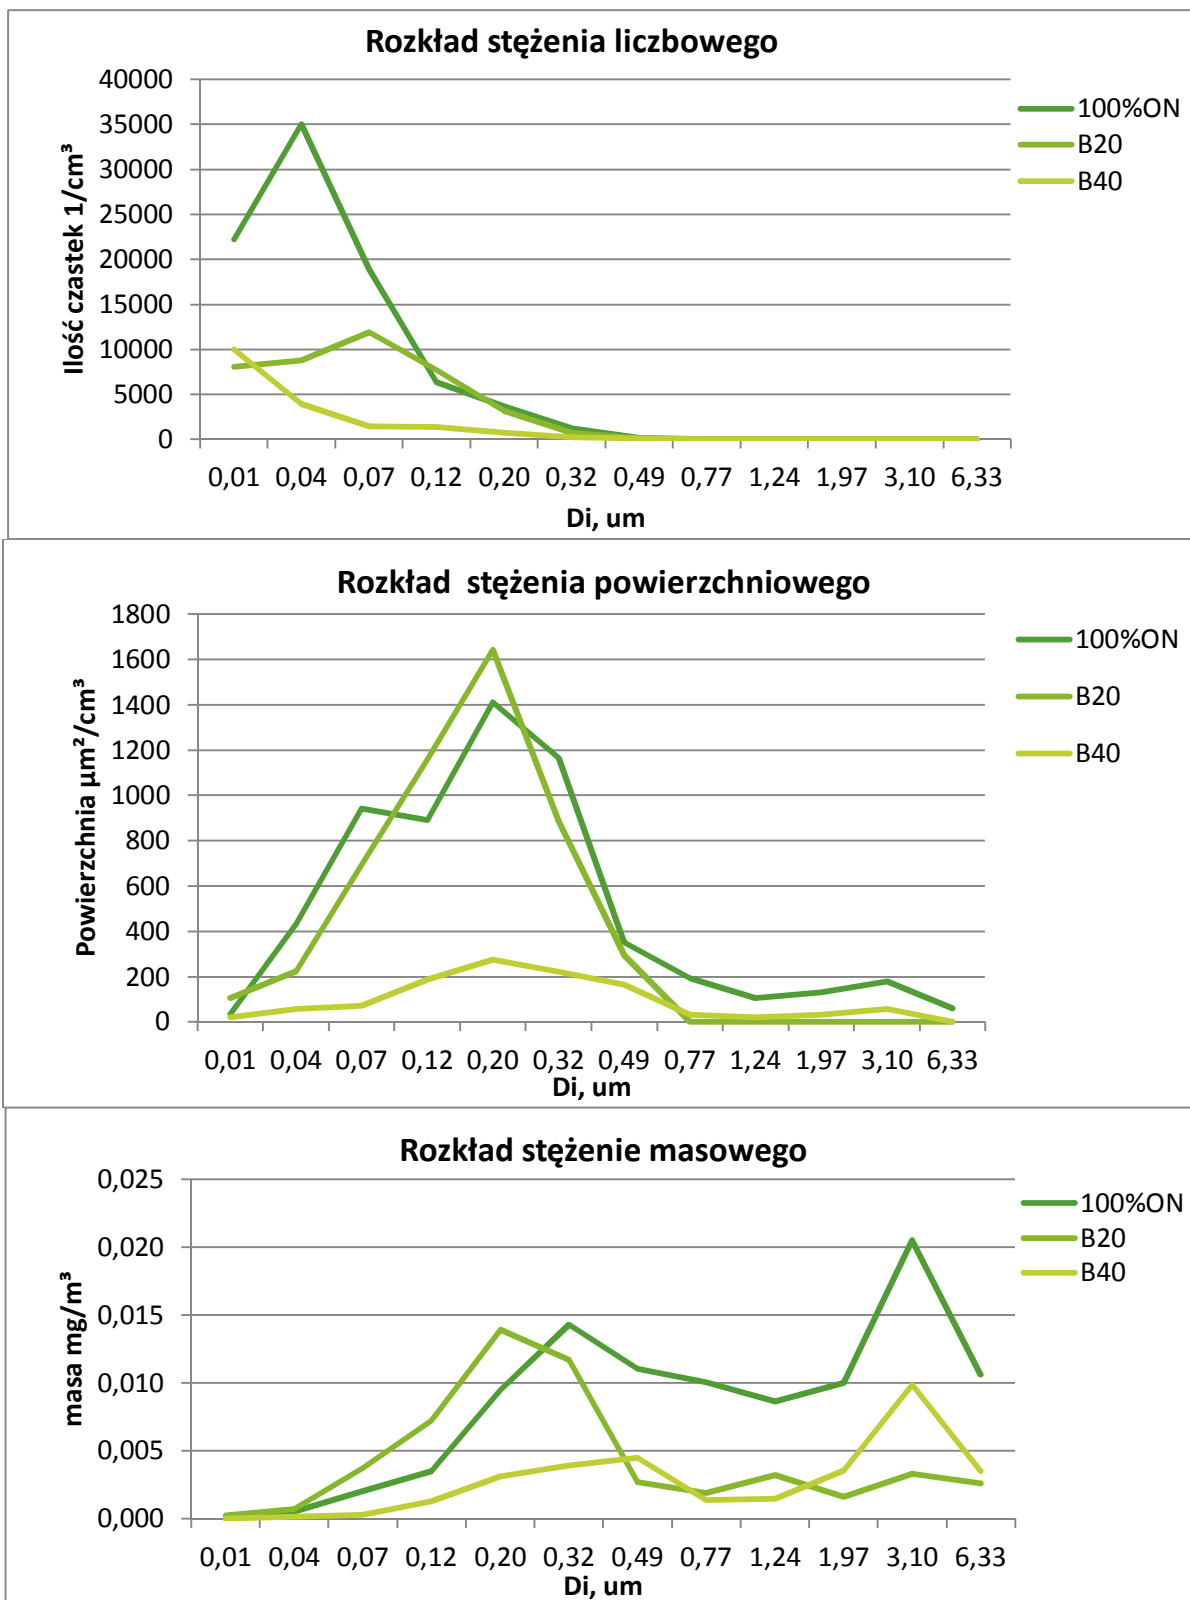 Rozkład stężenia liczbowego
40000
35000
30000
25000
20000
15000
10000
5000
0
Ilość czastek 1/cm³
0,01 0,04 0,07 0,12 0,20 0,32 0,49 0,77 1,24 1,97 3,10 6,33
Di, um
100%ON
B20
B40
Rozkład stężenia powierzchniowego
1800
1600
1400
1200
1000
800
600
400
200
0
Powierzchnia µm²/cm³
0,01 0,04 0,07 0,12 0,20 0,32 0,49 0,77 1,24 1,97 3,10 6,33
Di, um
100%ON
B20
B40
Rozkład stężenie masowego
0,025
0,020
0,015
0,010
0,005
0,000
masa mg/m³
0,01 0,04 0,07 0,12 0,20 0,32 0,49 0,77 1,24 1,97 3,10 6,33
Di, um
100%ON
B20
B40